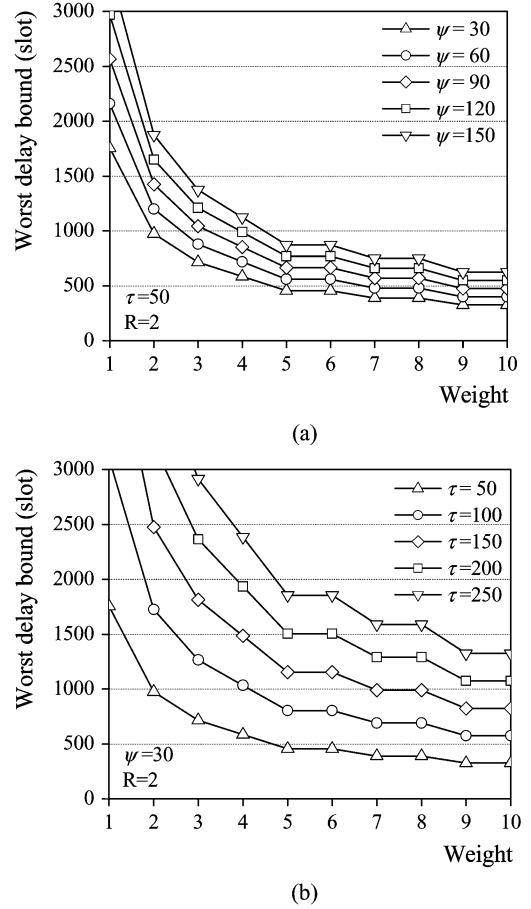 Worst delay bound (slot)
3000
2500
2000
1500
1000
500
0
ψ = 30
ψ = 60
ψ = 90
ψ =120
ψ =150
τ =50
R=2
1 2 3 4 5 6 7 8 9 10
Weight
(a)
Worst delay bound (slot)
3000
2500
2000
1500
1000
500
0
τ = 50
τ =100
τ =150
τ =200
τ =250
ψ =30
R=2
1 2 3 4 5 6 7 8 9 10
Weight
(b)